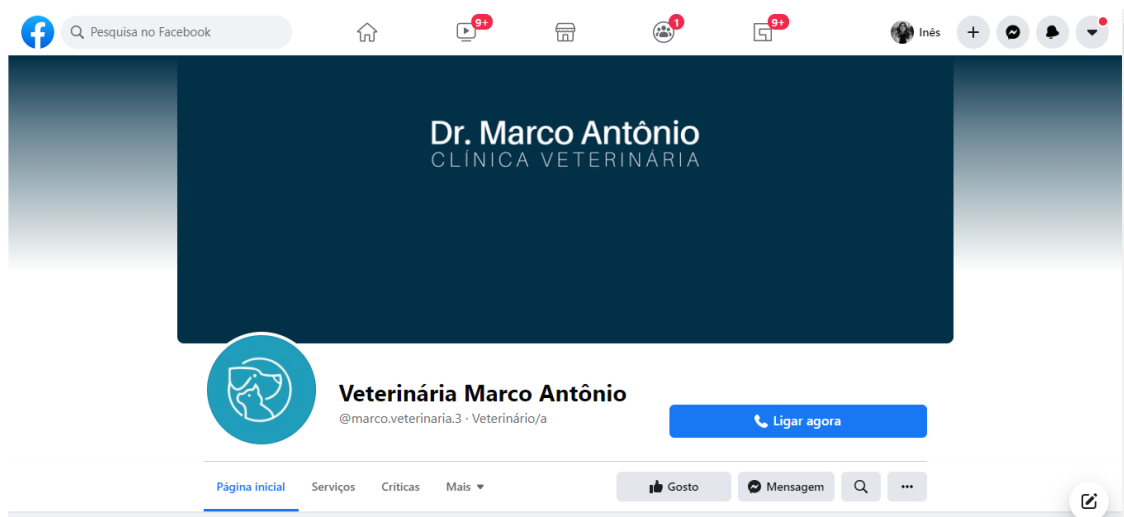 Pesquisa no Facebook
9+
1
9+
Inês
Dr. Marco Antônio
CLÍNICA VETERINÁRIA
Veterinária Marco Antônio
@marco.veterinaria.3 · Veterinário/a
Ligar agora
Página inicial Serviços Críticas Mais Gosto Mensagem